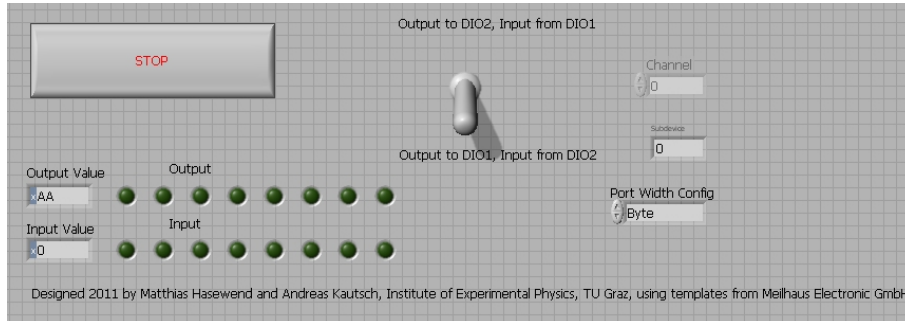 Output to DIO2, Input from DIO1
STOP
Channel
0
Subdevice
0
Output to DIO1, Input from DIO2
Output Value
Output
xAA
Port Width Config
Byte
Input Value
Input
x0
Designed 2011 by Matthias Hasewend and Andreas Kautsch, Institute of Experimental Physics, TU Graz, using templates from Meilhaus Electronic GmbH